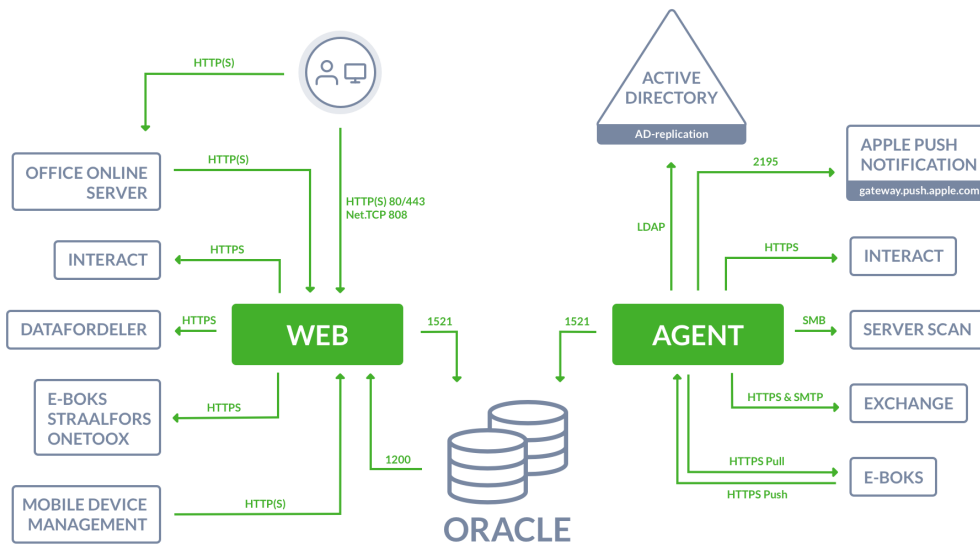 HTTP(S)
ACTIVE
DIRECTORY
AD-replication
APPLE PUSH
NOTIFICATION
gateway.push.apple.com
OFFICE ONLINE
SERVER
HTTP(S)
HTTP(S) 80/443
Net.TCP 808
2195
LDAP
INTERACT
HTTPS
HTTPS
INTERACT
DATAFORDELER
HTTPS
WEB
1521
1521
AGENT
SMB
SERVER SCAN
E-BOKS
STRAALFORS
ONETOOX
HTTPS
HTTPS & SMTP
EXCHANGE
1200
HTTPS Pull
HTTPS Push
E-BOKS
MOBILE DEVICE
MANAGEMENT
HTTP(S)
ORACLE